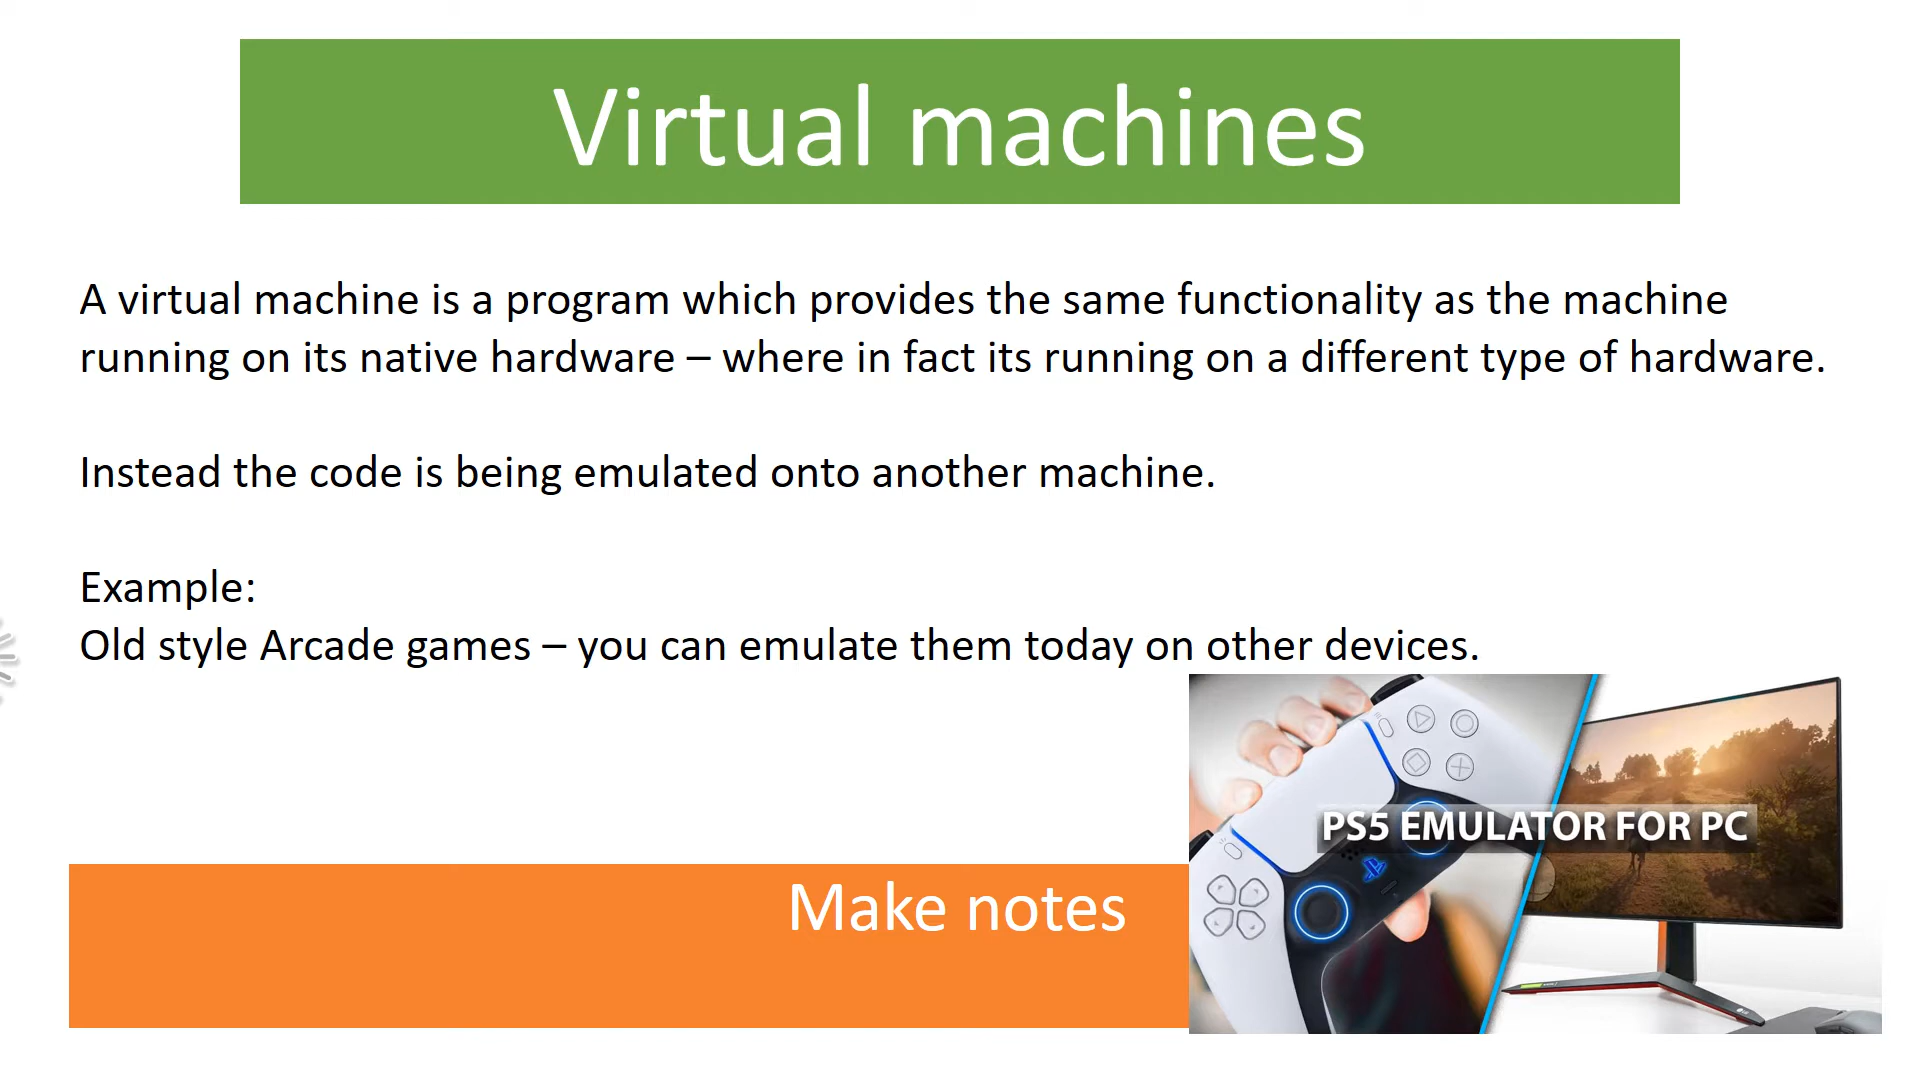 Virtual machines
A virtual machine is a program which provides the same functionality as the machine
running on its native hardware – where in fact its running on a different type of hardware.
Instead the code is being emulated onto another machine.
Example:
Old style Arcade games – you can emulate them today on other devices.
PS5 EMULATOR FOR PC
Make notes